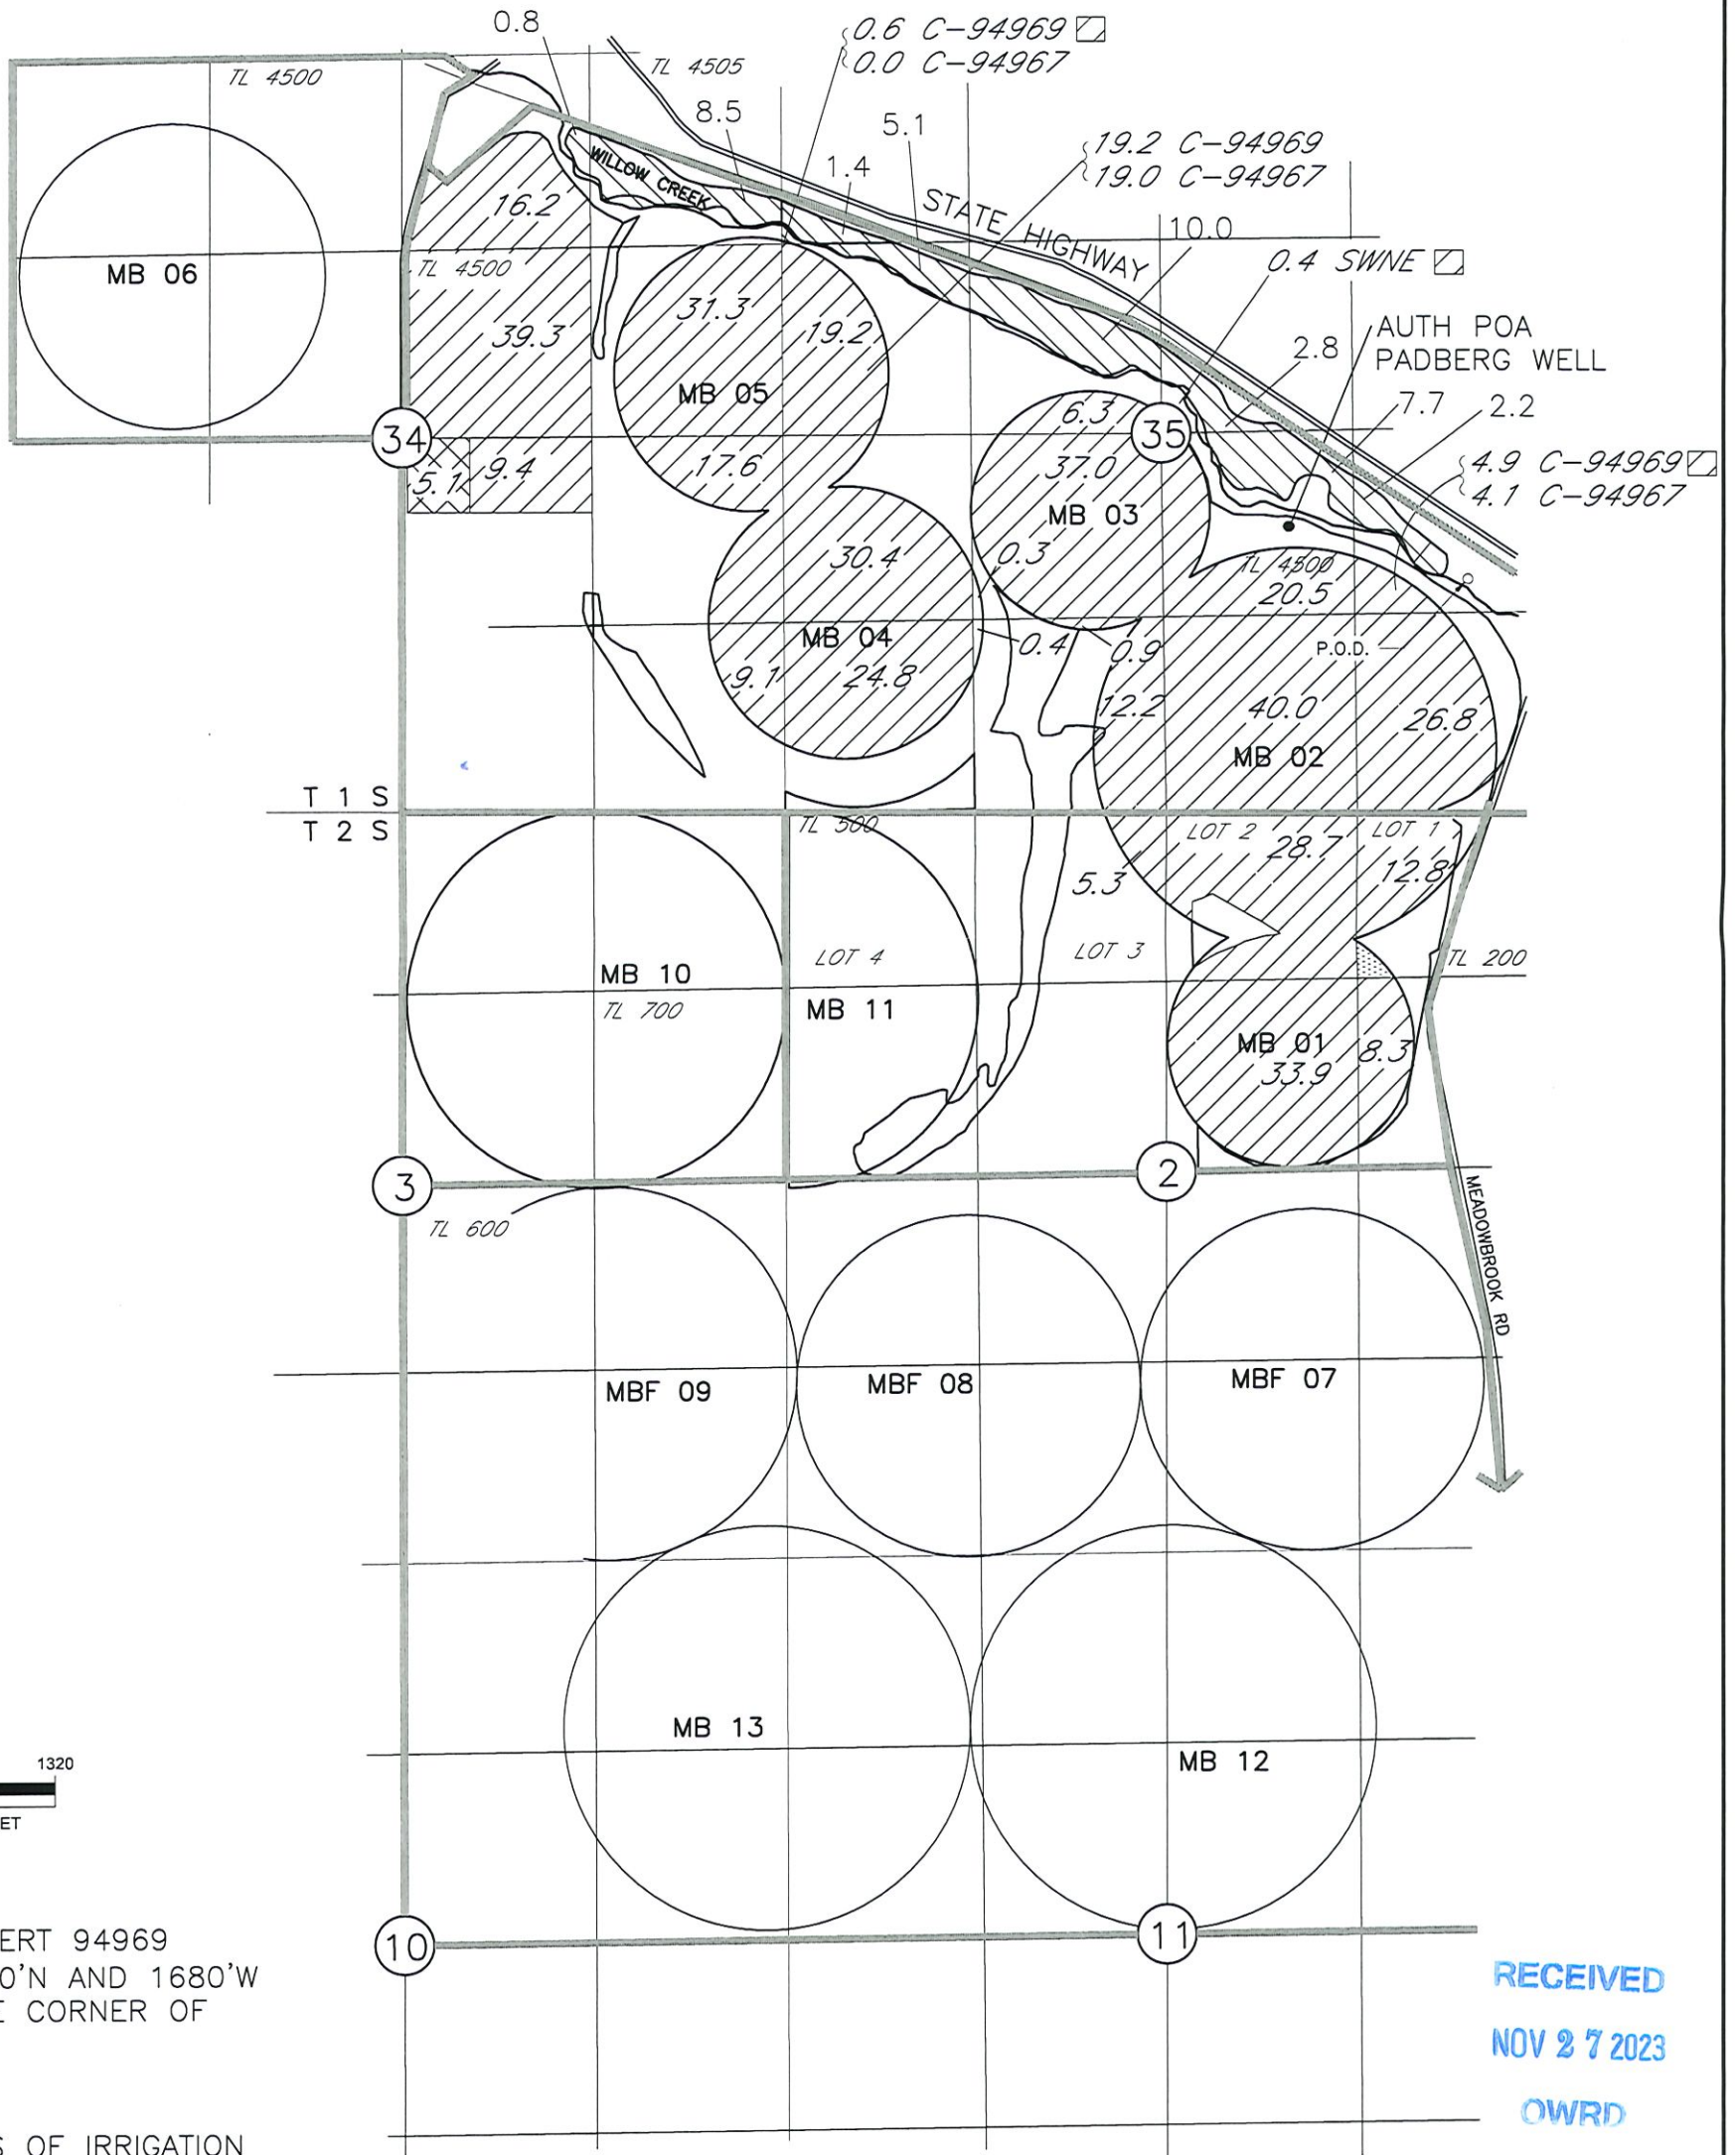 0.8
0.6 C-94969
0.0 C-94967
TL 4500
TL 4505
8.5
5.1
1.4
19.2 C-94969
19.0 C-94967
WILLOW CREEK
STATE HIGHWAY
16.2
10.0
0.4 SWNE
MB 06
TL 4500
31.3
19.2
39.3
2.8
AUTH POA
PADBERG WELL
MB 05
6.3
7.7
2.2
34
35
17.6
37.0
5.1
9.4
4.9 C-94969
4.1 C-94967
MB 03
30.4
0.3
TL 4500
20.5
MB 04
0.4
0.9
P.O.D.
9.1
24.8
12.2
40.0
26.8
MB 02
T 1 S
T 2 S
TL 500
LOT 2
LOT 1
28.7
5.3
12.8
LOT 4
LOT 3
TL 200
MB 10
TL 700
MB 11
MB 01
8.3
33.9
3
2
TL 600
MEADOWBROOK RD
MBF 09
MBF 08
MBF 07
MB 13
MB 12
1320
ET
ERT 94969
0'N AND 1680'W
E CORNER OF
10
11
S OF IRRIGATION
RECEIVED
NOV 27 2023
OWRD